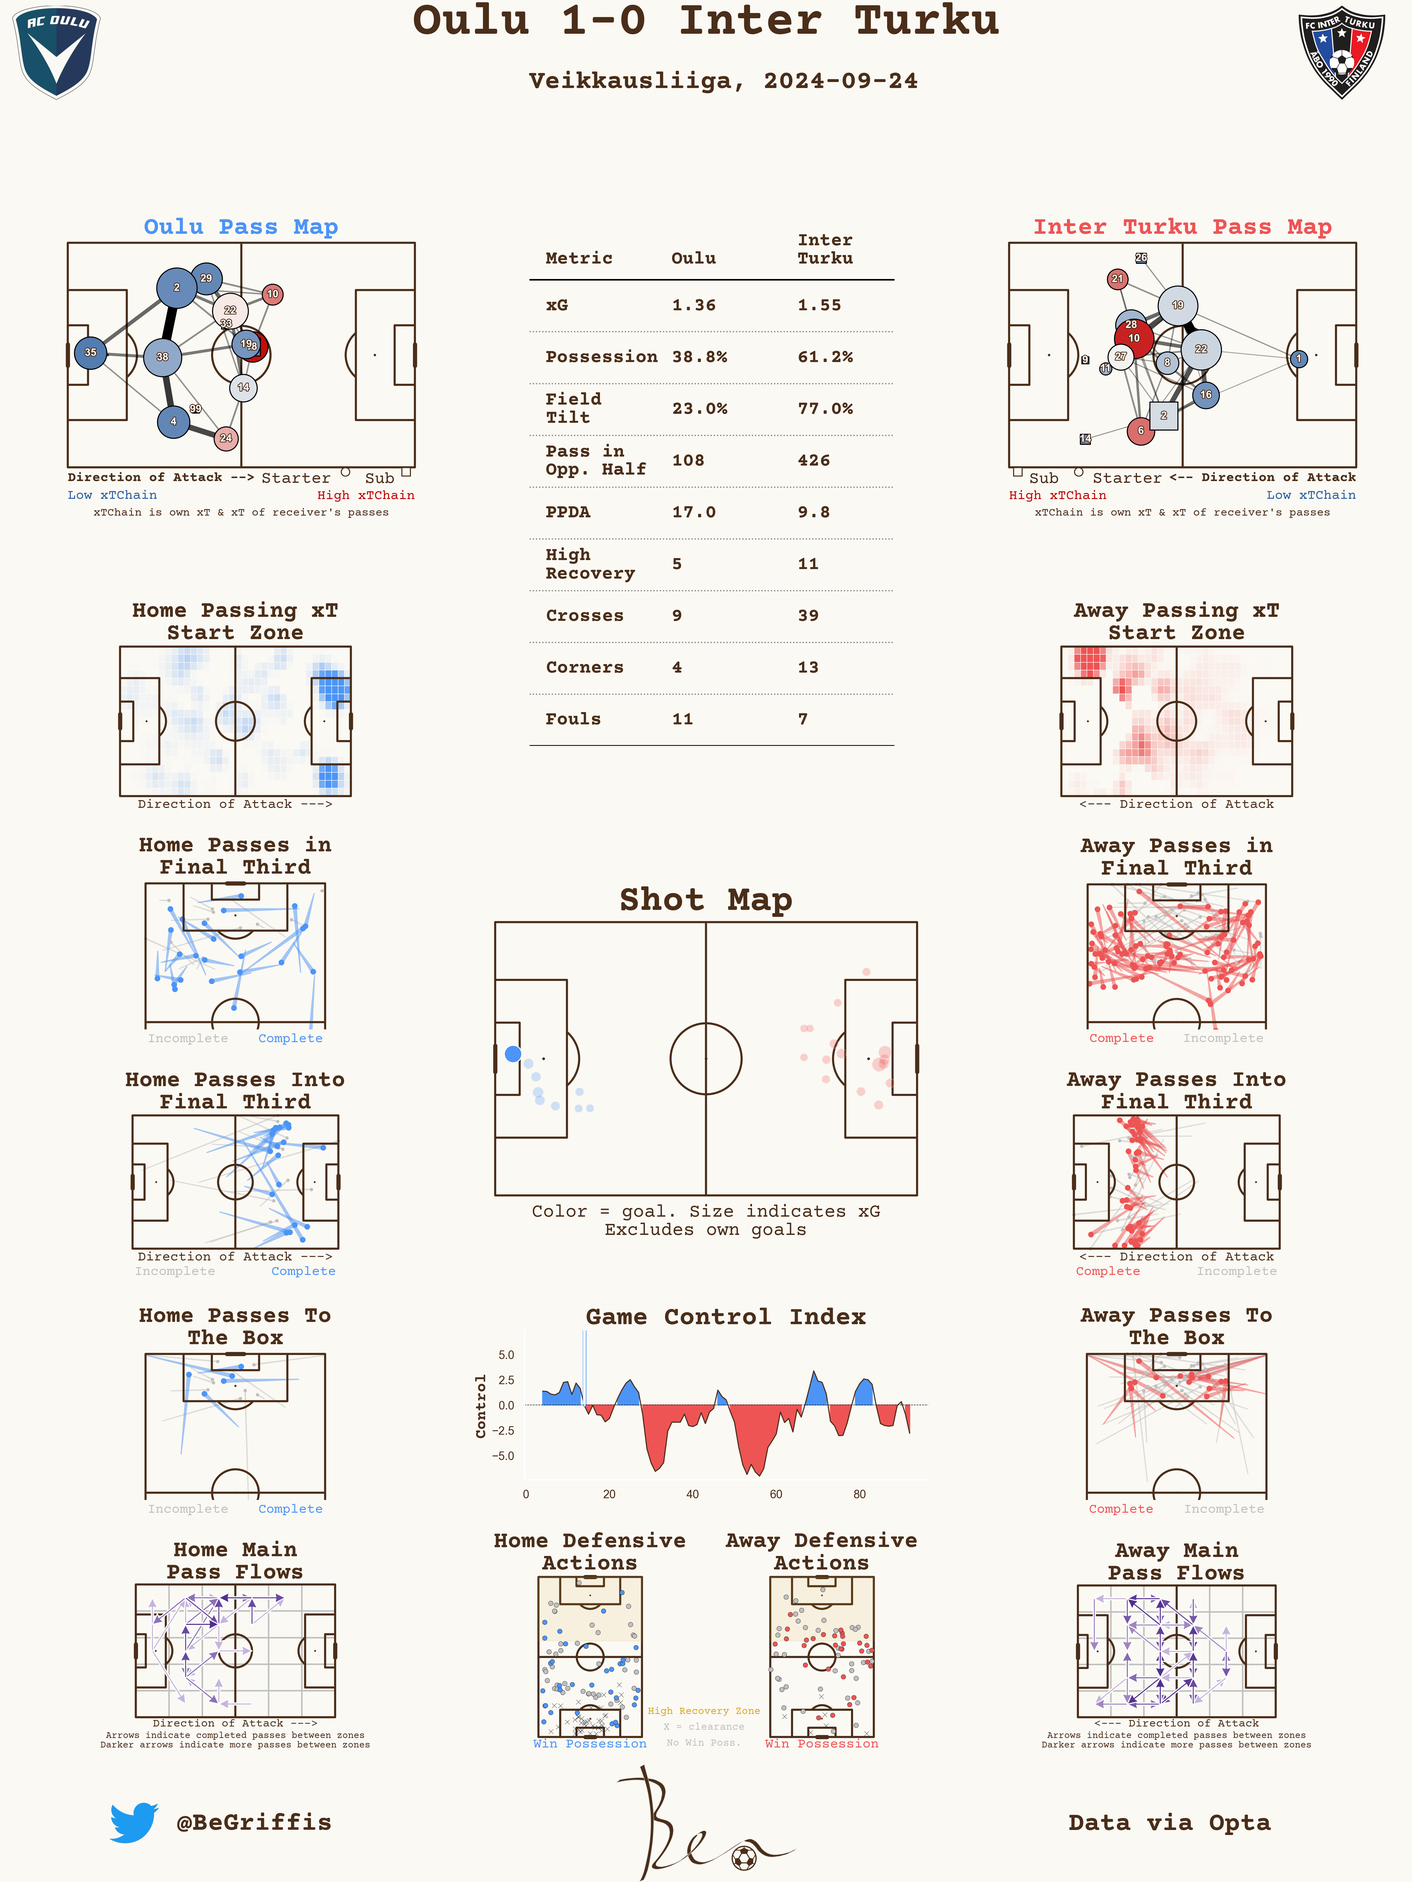 Oulu 1-0 Inter Turku
Veikkausliiga, 2024-09-24
AC OULU
FC INTER TURKU
ÅBO 1990 FINLAND
Oulu Pass Map
2
29
10
22
33
19
8
35
38
14
99
4
24
Direction of Attack --> Starter Sub
Low xTChain High xTChain
xTChain is own xT & xT of receiver's passes
Metric Oulu Inter Turku
xG 1.36 1.55
Possession 38.8% 61.2%
Field Tilt 23.0% 77.0%
Pass in Opp. Half 108 426
PPDA 17.0 9.8
High Recovery 5 11
Crosses 9 39
Corners 4 13
Fouls 11 7
Inter Turku Pass Map
26
21
19
28
10
22
27
9
8
11
1
16
2
6
14
Sub Starter <-- Direction of Attack
High xTChain Low xTChain
xTChain is own xT & xT of receiver's passes
Home Passing xT
Start Zone
Direction of Attack --->
Away Passing xT
Start Zone
<--- Direction of Attack
Home Passes in
Final Third
Incomplete Complete
Away Passes in
Final Third
Complete Incomplete
Shot Map
Color = goal. Size indicates xG
Excludes own goals
Home Passes Into
Final Third
Direction of Attack --->
Incomplete Complete
Away Passes Into
Final Third
<--- Direction of Attack
Complete Incomplete
Home Passes To
The Box
Incomplete Complete
Game Control Index
Control
5.0
2.5
0.0
−2.5
−5.0
0 20 40 60 80
Away Passes To
The Box
Complete Incomplete
Home Main
Pass Flows
Direction of Attack --->
Arrows indicate completed passes between zones
Darker arrows indicate more passes between zones
Home Defensive
Actions
Win Possession
Away Defensive
Actions
Win Possession
High Recovery Zone
X = clearance
No Win Poss.
Away Main
Pass Flows
<--- Direction of Attack
Arrows indicate completed passes between zones
Darker arrows indicate more passes between zones
@BeGriffis
Ben
Data via Opta